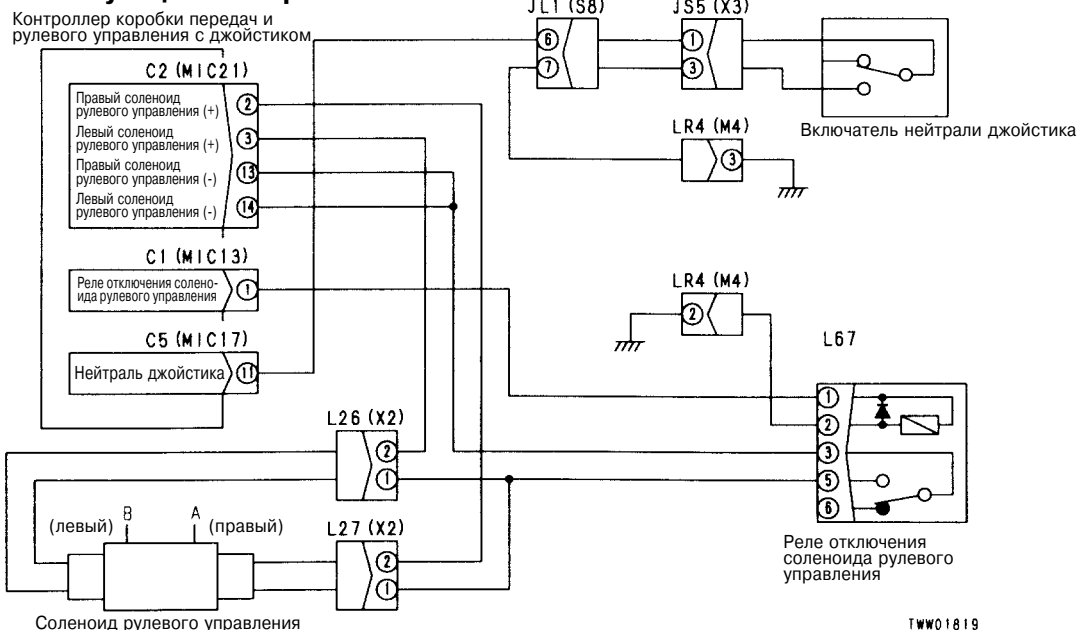 Контроллер коробки передач и
рулевого управления с джойстиком
C2 (MIC21)
Правый соленоид
рулевого управления (+)
2
Левый соленоид
рулевого управления (+)
3
Правый соленоид
рулевого управления (-)
13
Левый соленоид
рулевого управления (-)
14
C1 (MIC13)
Реле отключения солено-
ида рулевого управления
1
C5 (MIC17)
Нейтраль джойстика
11
JL1 (S8)
6
7
JS5 (X3)
1
3
Включатель нейтрали джойстика
LR4 (M4)
3
LR4 (M4)
2
L67
1
2
3
5
6
Реле отключения
соленоида рулевого
управления
L26 (X2)
2
1
L27 (X2)
2
1
(левый) B
A (правый)
Соленоид рулевого управления
TWW01819